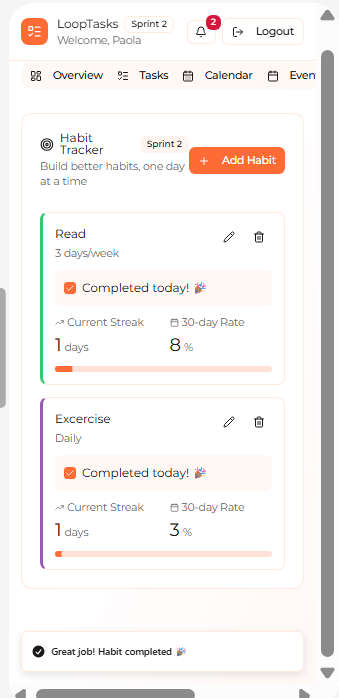 LoopTasks Sprint 2
Welcome, Paola
2
Logout
Overview Tasks Calendar Even
Habit Tracker Sprint 2
Build better habits, one day
at a time
Add Habit
Read
3 days/week
Completed today! 🎉
Current Streak 30-day Rate
1 days 8 %
Excercise
Daily
Completed today! 🎉
Current Streak 30-day Rate
1 days 3 %
Great job! Habit completed 🎉